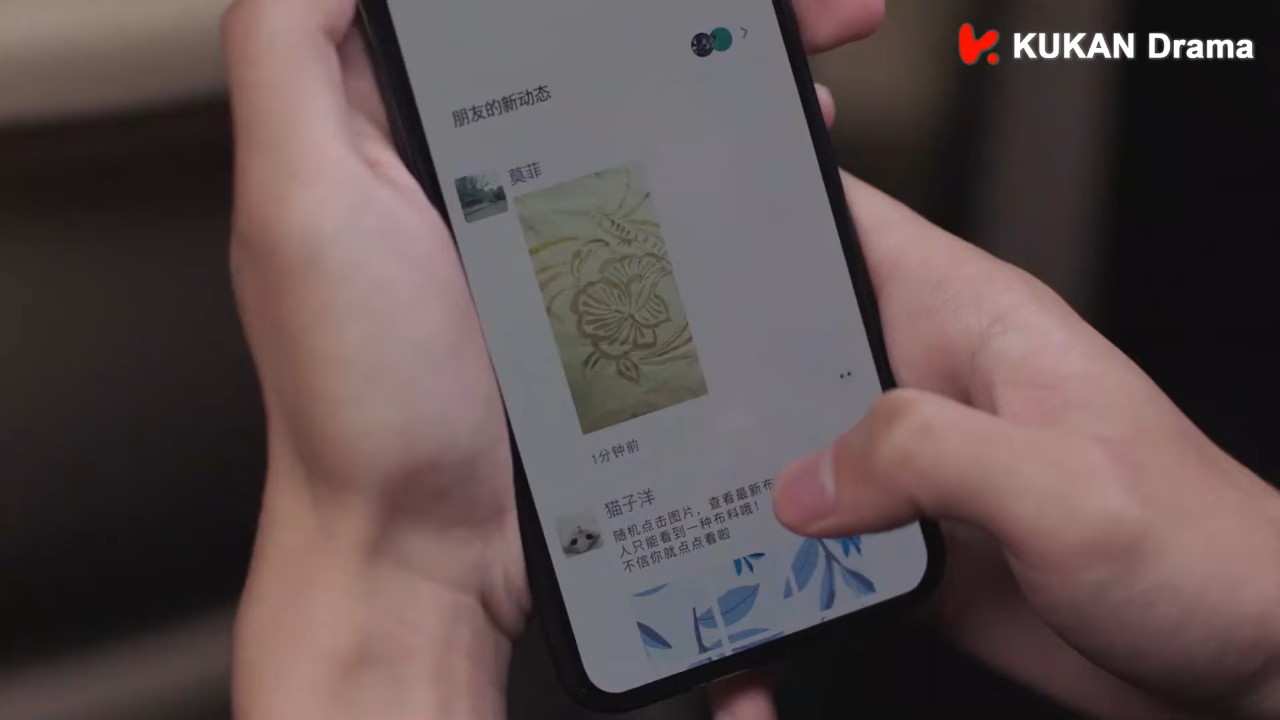 KUKAN Drama
朋友的新动态
莫菲
1分钟前
猫子洋
随机点击图片，查看最新布
人只能看到一种布料哦！
不信你就点点看啦